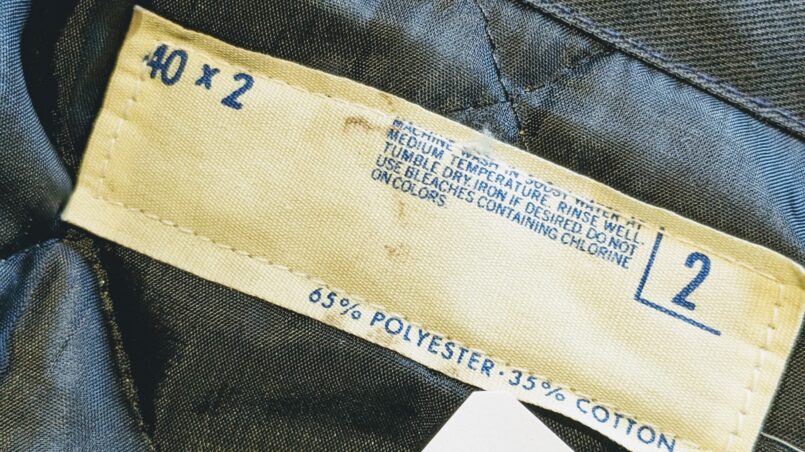 40 x 2
MACHINE WASH IN SUDSY WATER AT
MEDIUM TEMPERATURE. RINSE WELL.
TUMBLE DRY. IRON IF DESIRED. DO NOT
USE BLEACHES CONTAINING CHLORINE
ON COLORS.
2
65% POLYESTER · 35% COTTON